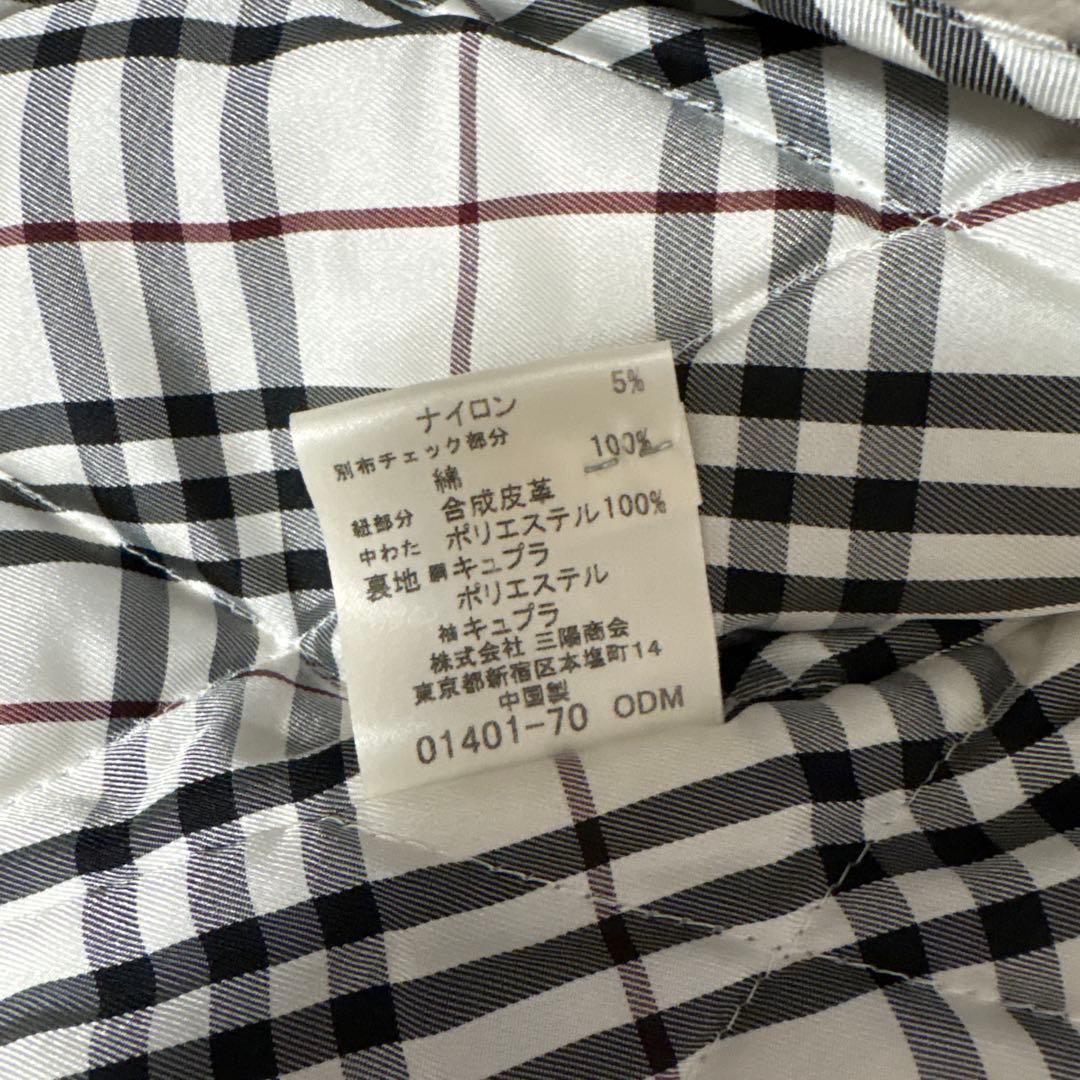 ナイロン 5%
別布チェック部分
綿 100%
紐部分 合成皮革
中わた ポリエステル100%
裏地 胴キュプラ
ポリエステル
袖キュプラ
株式会社 三陽商会
東京都新宿区本塩町14
中国製
01401-70 ODM